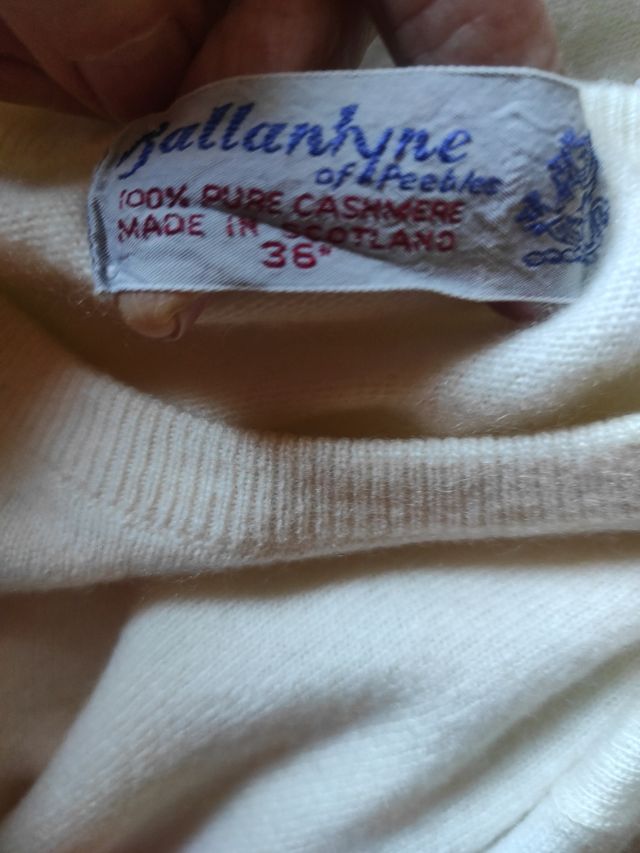 Ballantyne
of Peebles
100% PURE CASHMERE
MADE IN SCOTLAND
36"